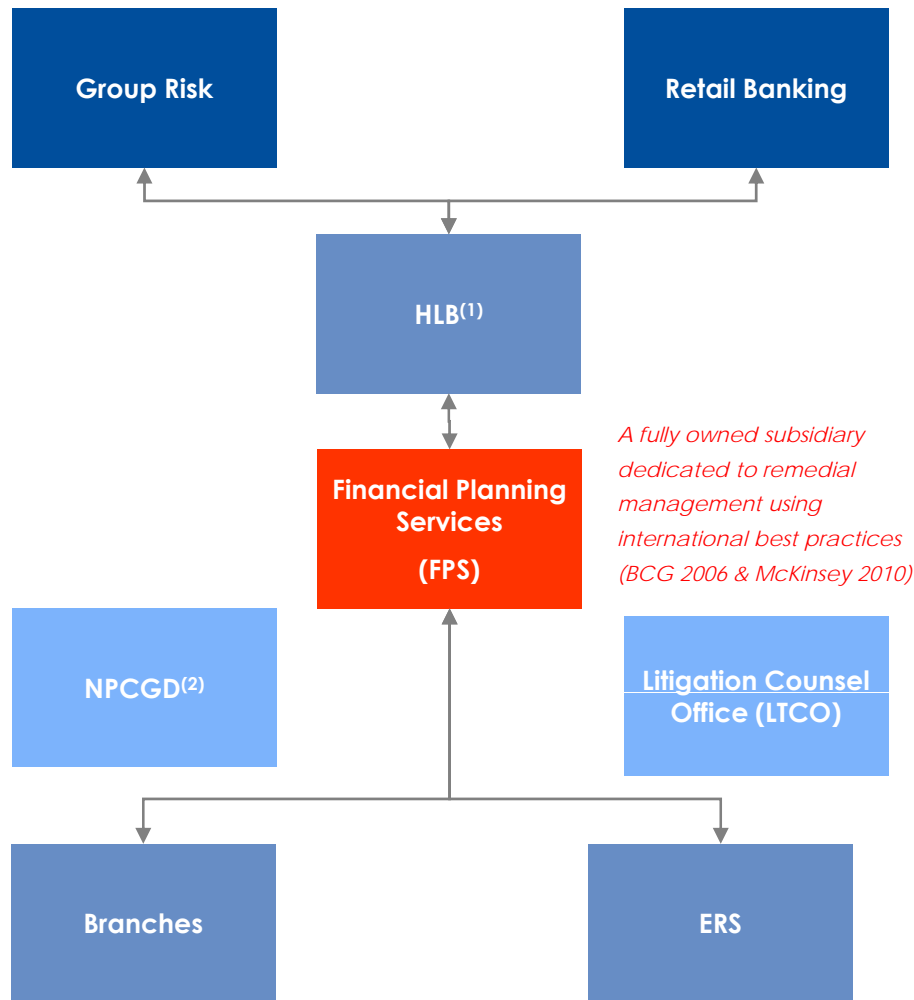 Group Risk
Retail Banking
HLB(1)
Financial Planning
Services
(FPS)
A fully owned subsidiary
dedicated to remedial
management using
international best practices
(BCG 2006 & McKinsey 2010)
NPCGD(2)
Litigation Counsel
Office (LTCO)
Branches
ERS